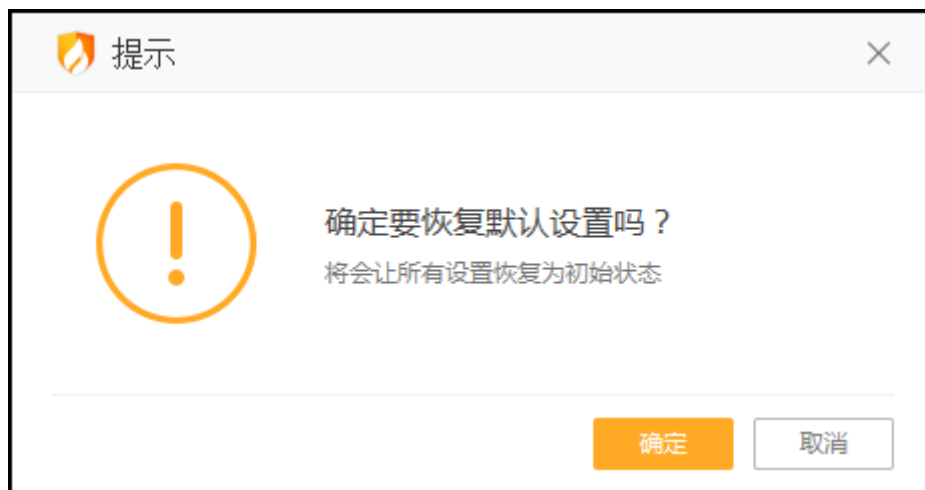 提示
确定要恢复默认设置吗？
将会让所有设置恢复为初始状态
确定
取消